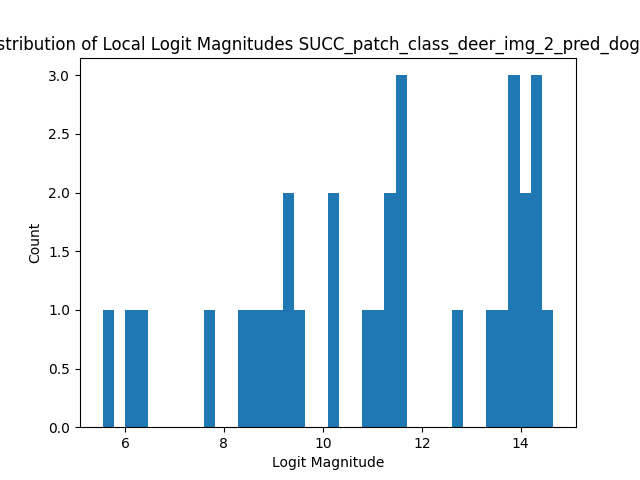 stribution of Local Logit Magnitudes SUCC_patch_class_deer_img_2_pred_dog
3.0
2.5
2.0
1.5
1.0
0.5
0.0
Count
6 8 10 12 14
Logit Magnitude